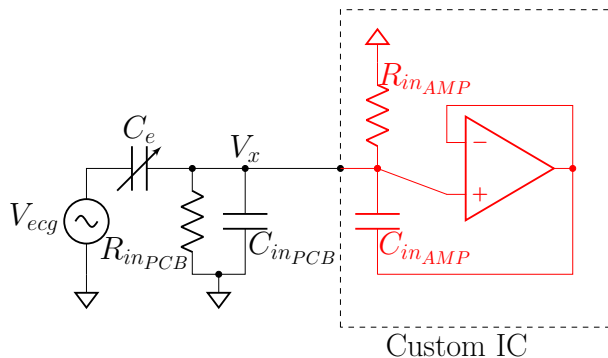 R_{in_{AMP}}
C_e
V_x
−
+
V_{ecg}
R_{in_{PCB}}
C_{in_{PCB}}
C_{in_{AMP}}
Custom IC